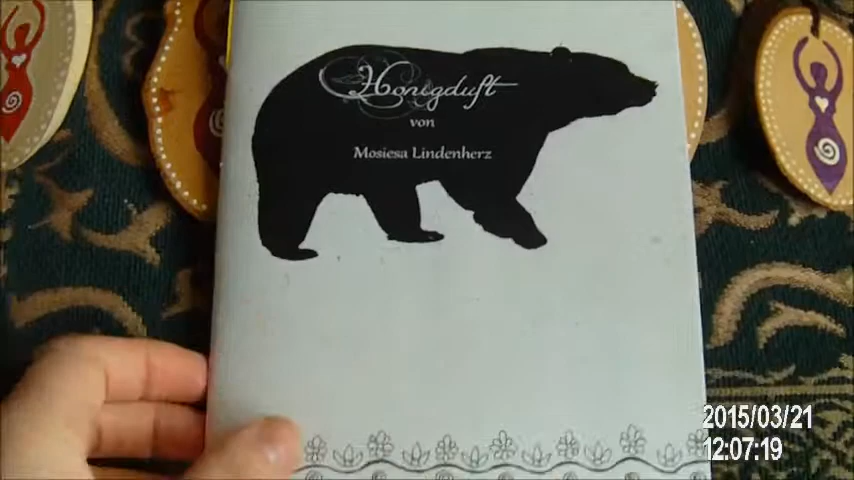 Honigduft
von
Mosiesa Lindenherz
2015/03/21
12:07:19